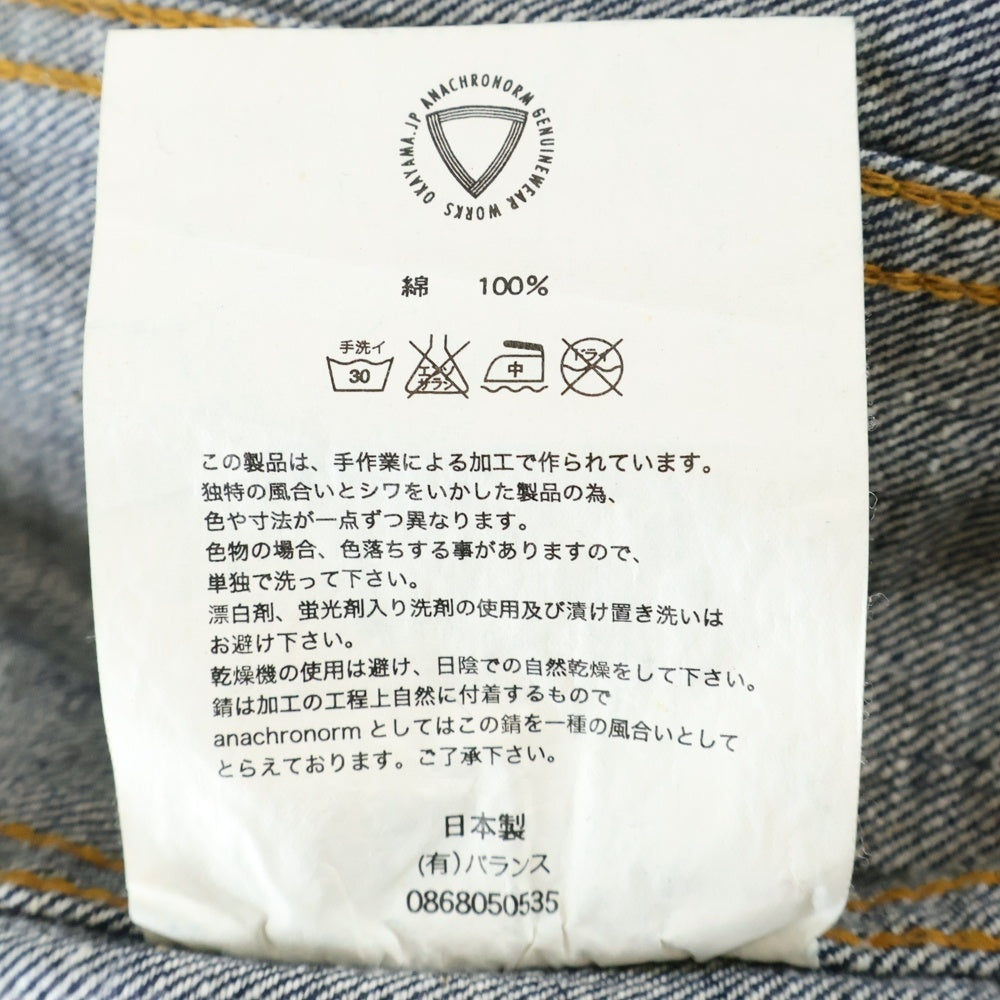 ANACHRONORM GENUINEWEAR WORKS OKAYAMA.JP
綿 100%
手洗イ
30
エンソ
サラシ
中
ドライ
この製品は、手作業による加工で作られています。
独特の風合いとシワをいかした製品の為、
色や寸法が一点ずつ異なります。
色物の場合、色落ちする事がありますので、
単独で洗って下さい。
漂白剤、蛍光剤入り洗剤の使用及び漬け置き洗いは
お避け下さい。
乾燥機の使用は避け、日陰での自然乾燥をして下さい。
錆は加工の工程上自然に付着するもので
anachronorm としてはこの錆を一種の風合いとして
とらえております。ご了承下さい。
日本製
(有)バランス
0868050535